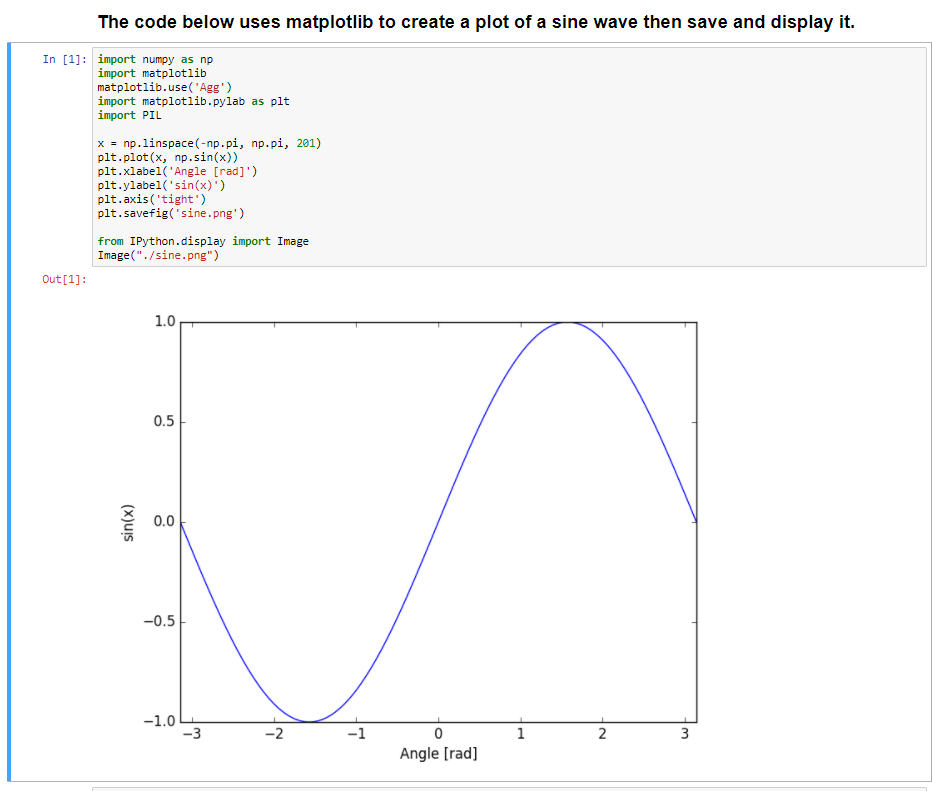 The code below uses matplotlib to create a plot of a sine wave then save and display it.
In [1]:
import numpy as np
import matplotlib
matplotlib.use('Agg')
import matplotlib.pylab as plt
import PIL
x = np.linspace(-np.pi, np.pi, 201)
plt.plot(x, np.sin(x))
plt.xlabel('Angle [rad]')
plt.ylabel('sin(x)')
plt.axis('tight')
plt.savefig('sine.png')
from IPython.display import Image
Image("./sine.png")
Out[1]:
1.0
0.5
0.0
−0.5
−1.0
sin(x)
−3 −2 −1 0 1 2 3
Angle [rad]